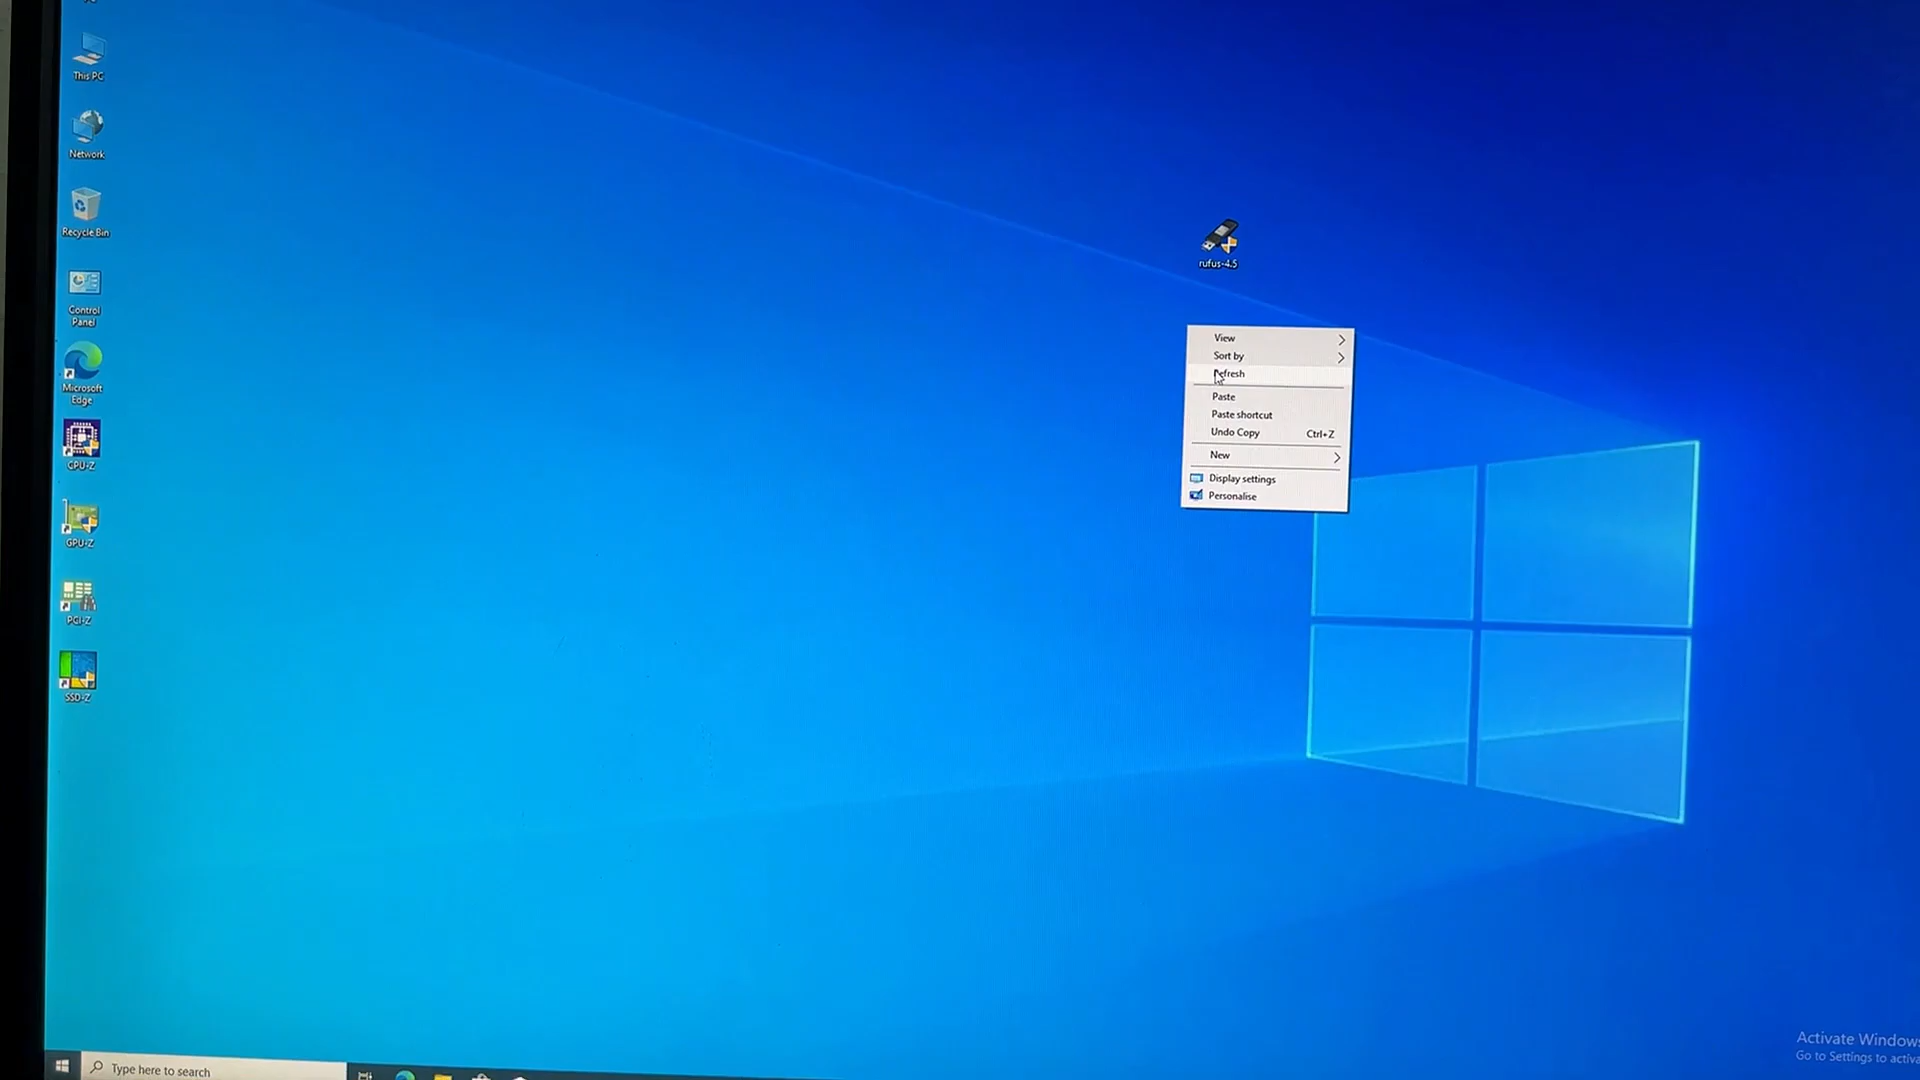 This PC
Network
Recycle Bin
Control
Panel
Microsoft
Edge
CPU-Z
GPU-Z
PCI-Z
SSD-Z
rufus-4.5
View
Sort by
Refresh
Paste
Paste shortcut
Undo Copy Ctrl+Z
New
Display settings
Personalise
Activate Windows
Go to Settings to activa
Type here to search